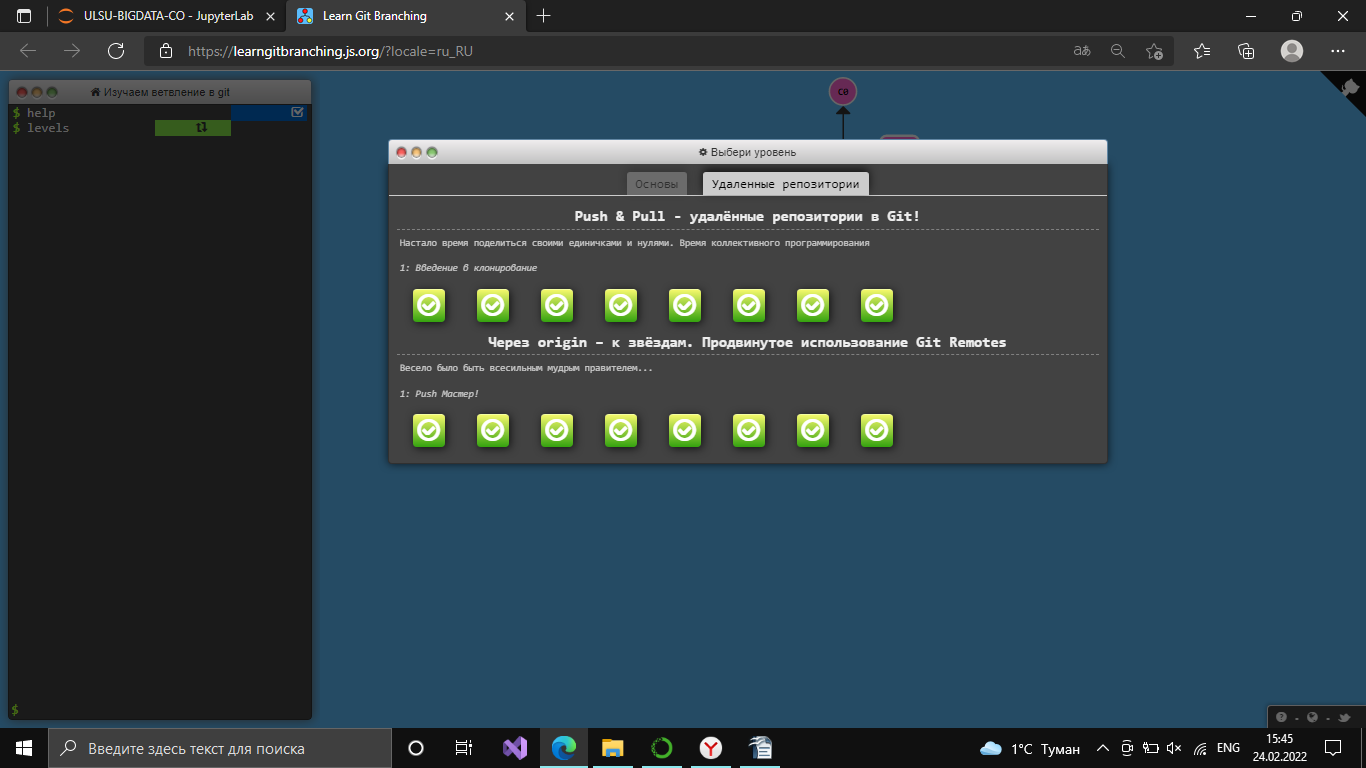 ULSU-BIGDATA-CO - JupyterLab
Learn Git Branching
https://learngitbranching.js.org/?locale=ru_RU
Изучаем ветвление в git
$ help
$ levels
$
C0
Выбери уровень
Основы
Удаленные репозитории
Push & Pull - удалённые репозитории в Git!
Настало время поделиться своими единичками и нулями. Время коллективного программирования
1: Введение в клонирование
Через origin – к звёздам. Продвинутое использование Git Remotes
Весело было быть всесильным мудрым правителем...
1: Push Мастер!
Введите здесь текст для поиска
1°C Туман
ENG
15:45
24.02.2022